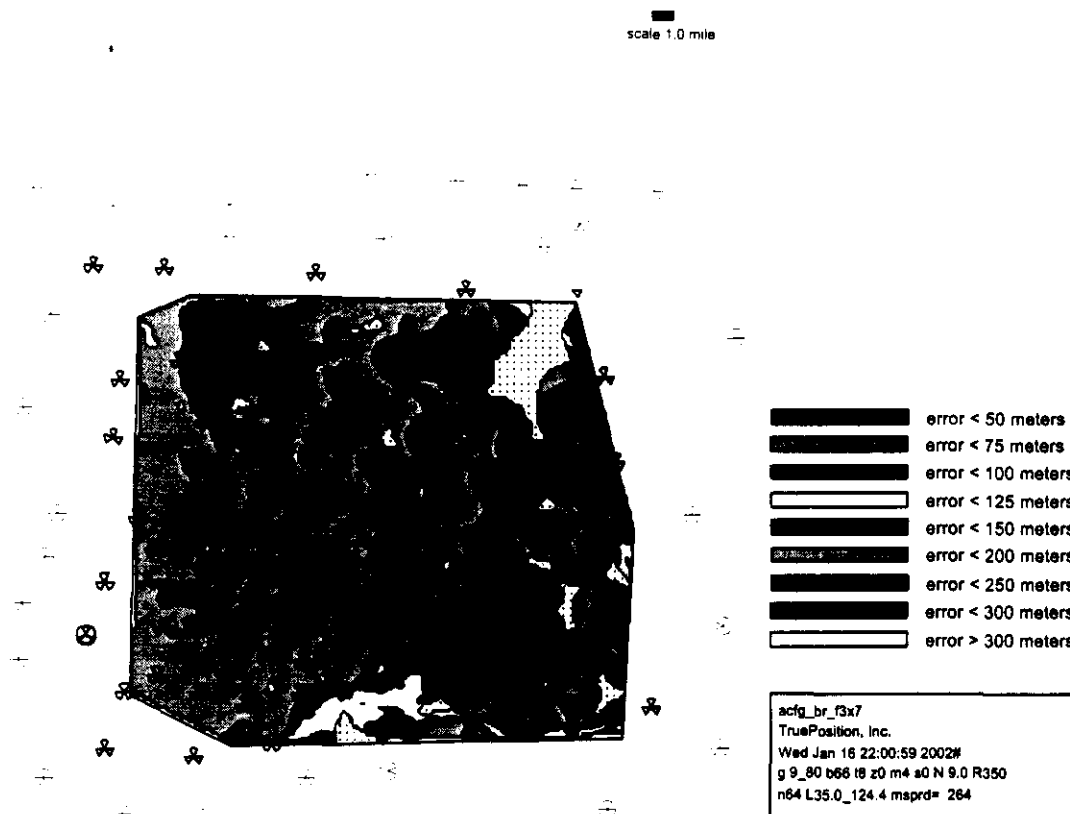 scale 1.0 mile
error < 50 meters
error < 75 meters
error < 100 meters
error < 125 meters
error < 150 meters
error < 200 meters
error < 250 meters
error < 300 meters
error > 300 meters
acfg_br_f3x7
TruePosition, Inc.
Wed Jan 16 22:00:59 2002#
g 9_80 b66 t8 z0 m4 s0 N 9.0 R350
n64 L35.0_124.4 msprd= 264